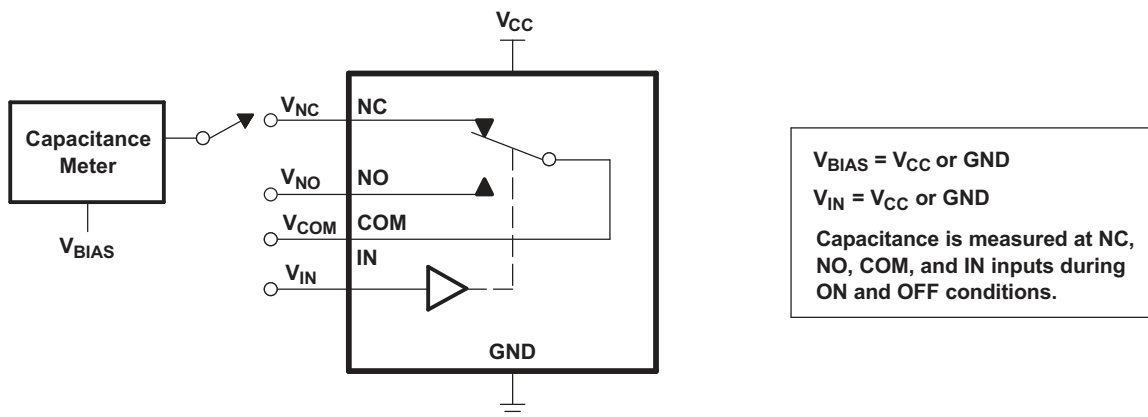 VCC
Capacitance
Meter
VBIAS
VNC
NC
VNO
NO
VCOM
COM
IN
VIN
GND
VBIAS = VCC or GND
VIN = VCC or GND
Capacitance is measured at NC,
NO, COM, and IN inputs during
ON and OFF conditions.